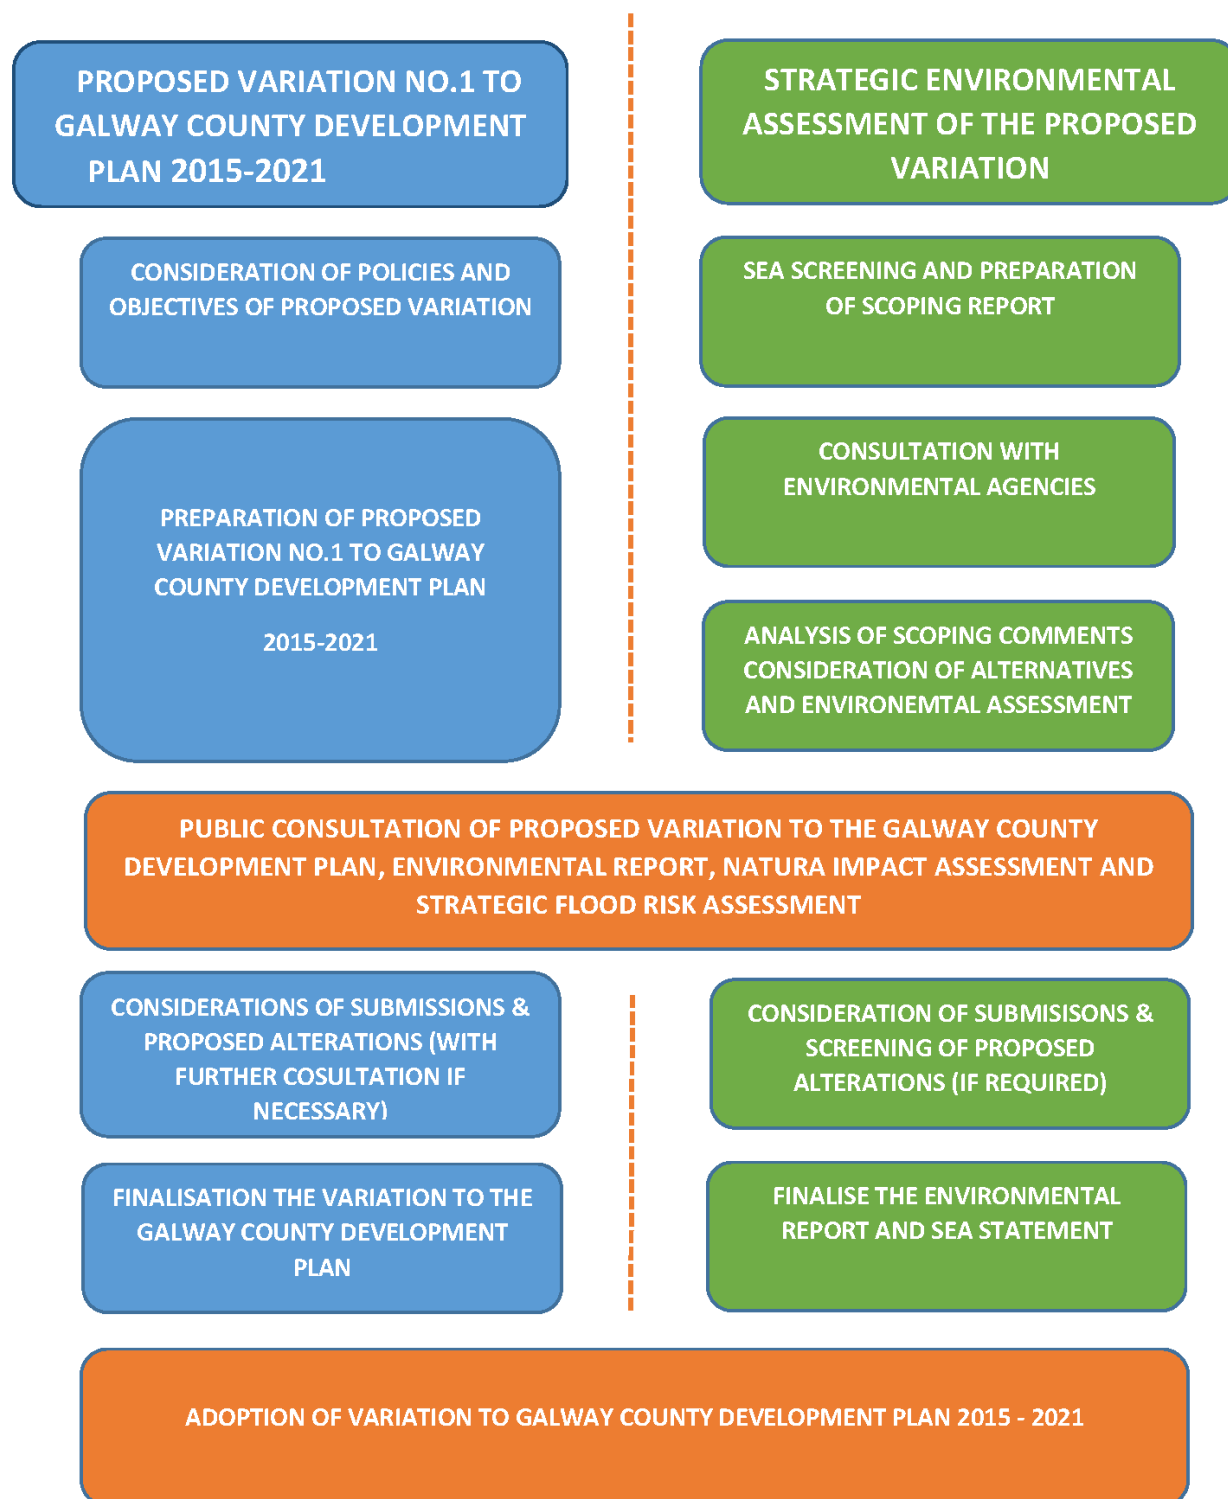 PROPOSED VARIATION NO.1 TO
GALWAY COUNTY DEVELOPMENT
PLAN 2015-2021
STRATEGIC ENVIRONMENTAL
ASSESSMENT OF THE PROPOSED
VARIATION
CONSIDERATION OF POLICIES AND
OBJECTIVES OF PROPOSED VARIATION
SEA SCREENING AND PREPARATION
OF SCOPING REPORT
PREPARATION OF PROPOSED
VARIATION NO.1 TO GALWAY
COUNTY DEVELOPMENT PLAN
2015-2021
CONSULTATION WITH
ENVIRONMENTAL AGENCIES
ANALYSIS OF SCOPING COMMENTS
CONSIDERATION OF ALTERNATIVES
AND ENVIRONEMTAL ASSESSMENT
PUBLIC CONSULTATION OF PROPOSED VARIATION TO THE GALWAY COUNTY
DEVELOPMENT PLAN, ENVIRONMENTAL REPORT, NATURA IMPACT ASSESSMENT AND
STRATEGIC FLOOD RISK ASSESSMENT
CONSIDERATIONS OF SUBMISSIONS &
PROPOSED ALTERATIONS (WITH
FURTHER COSULTATION IF
NECESSARY)
CONSIDERATION OF SUBMISISONS &
SCREENING OF PROPOSED
ALTERATIONS (IF REQUIRED)
FINALISATION THE VARIATION TO THE
GALWAY COUNTY DEVELOPMENT
PLAN
FINALISE THE ENVIRONMENTAL
REPORT AND SEA STATEMENT
ADOPTION OF VARIATION TO GALWAY COUNTY DEVELOPMENT PLAN 2015 - 2021